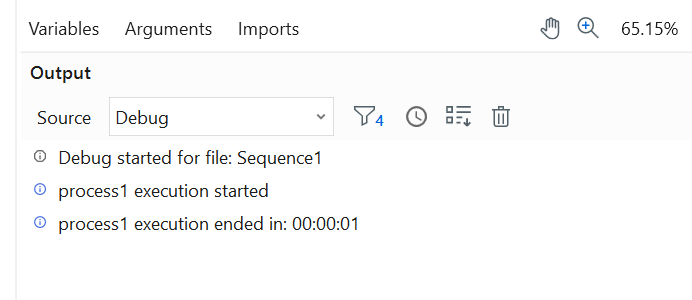 Variables Arguments Imports 65.15%
Output
Source Debug 4
Debug started for file: Sequence1
process1 execution started
process1 execution ended in: 00:00:01